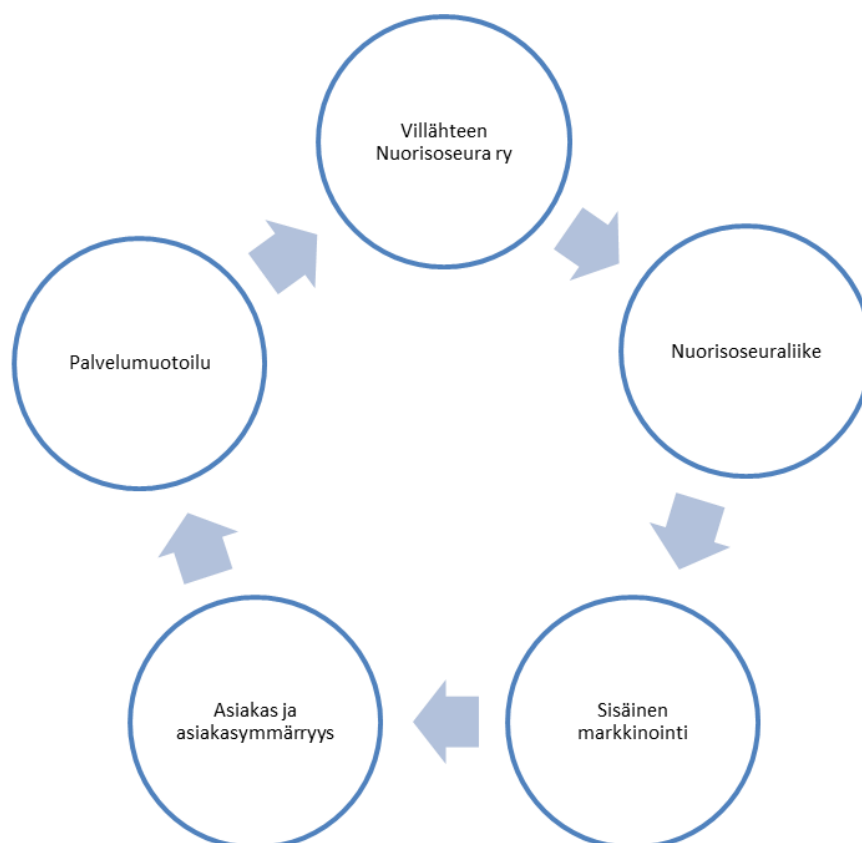 Villähteen
Nuorisoseura ry
Nuorisoseuraliike
Sisäinen
markkinointi
Asiakas ja
asiakasymmärryys
Palvelumuotoilu